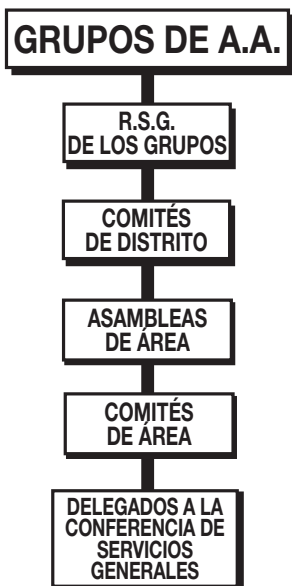 GRUPOS DE A.A.
R.S.G.
DE LOS GRUPOS
COMITÉS
DE DISTRITO
ASAMBLEAS
DE ÁREA
COMITÉS
DE ÁREA
DELEGADOS A LA
CONFERENCIA DE
SERVICIOS
GENERALES